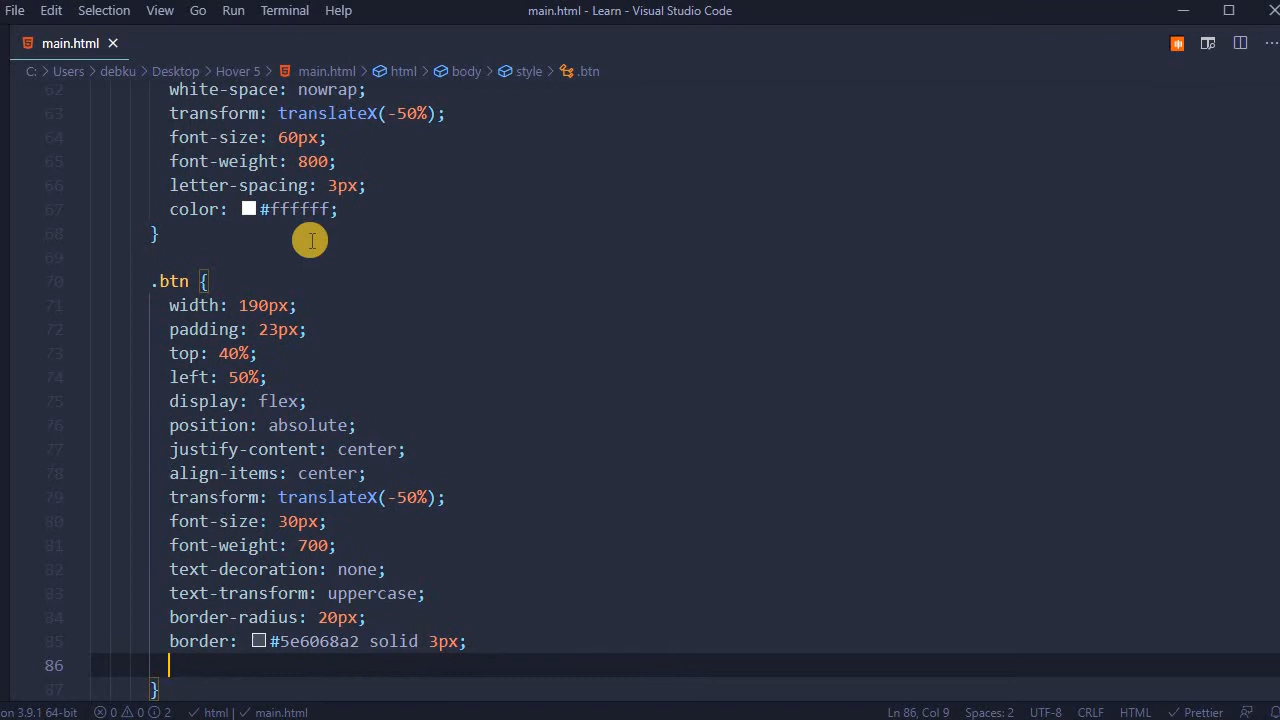 File Edit Selection View Go Run Terminal Help main.html - Learn - Visual Studio Code
main.html
C: Users debku Desktop Hover 5 main.html html body style .btn
62 white-space: nowrap;
63 transform: translateX(-50%);
64 font-size: 60px;
65 font-weight: 800;
66 letter-spacing: 3px;
67 color: #ffffff;
68 }
69
70 .btn {
71 width: 190px;
72 padding: 23px;
73 top: 40%;
74 left: 50%;
75 display: flex;
76 position: absolute;
77 justify-content: center;
78 align-items: center;
79 transform: translateX(-50%);
80 font-size: 30px;
81 font-weight: 700;
82 text-decoration: none;
83 text-transform: uppercase;
84 border-radius: 20px;
85 border: #5e6068a2 solid 3px;
86
87 }
on 3.9.1 64-bit 0 0 2 html main.html Ln 86, Col 9 Spaces: 2 UTF-8 CRLF HTML Prettier